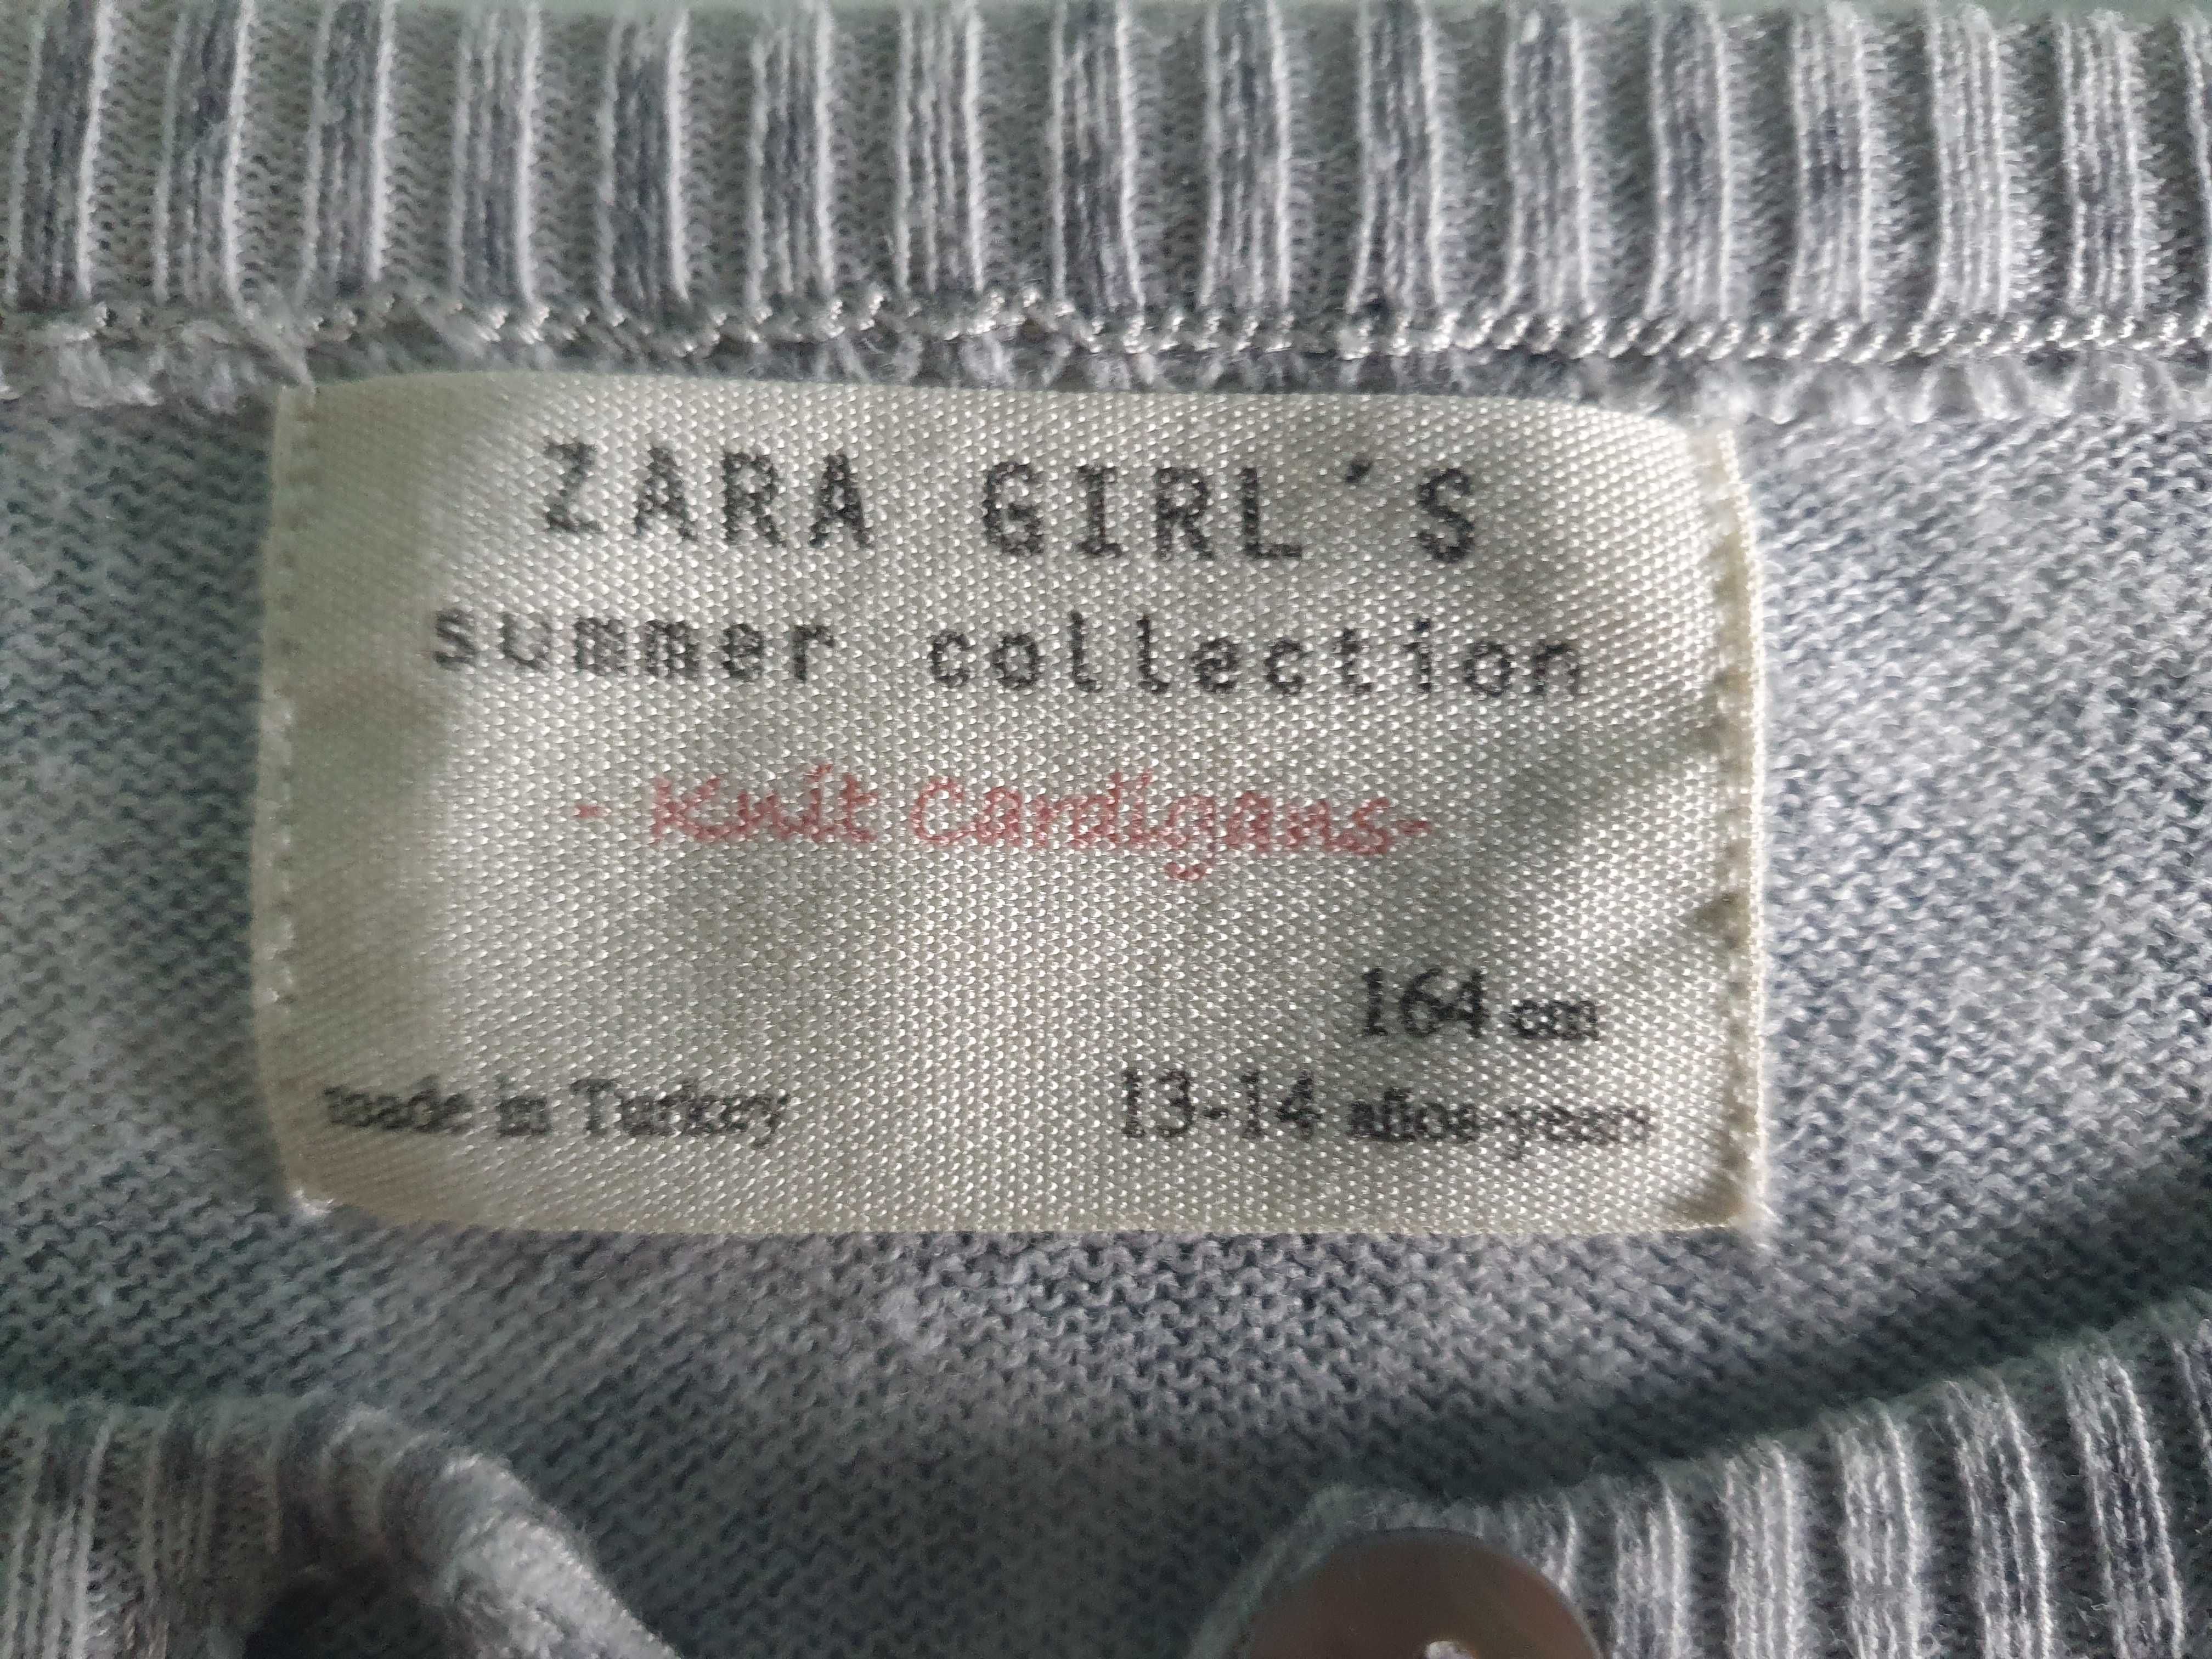 ZARA GIRL´S
summer collection
- Knit Cardigans-
164 cm
made in Turkey 13-14 años-years